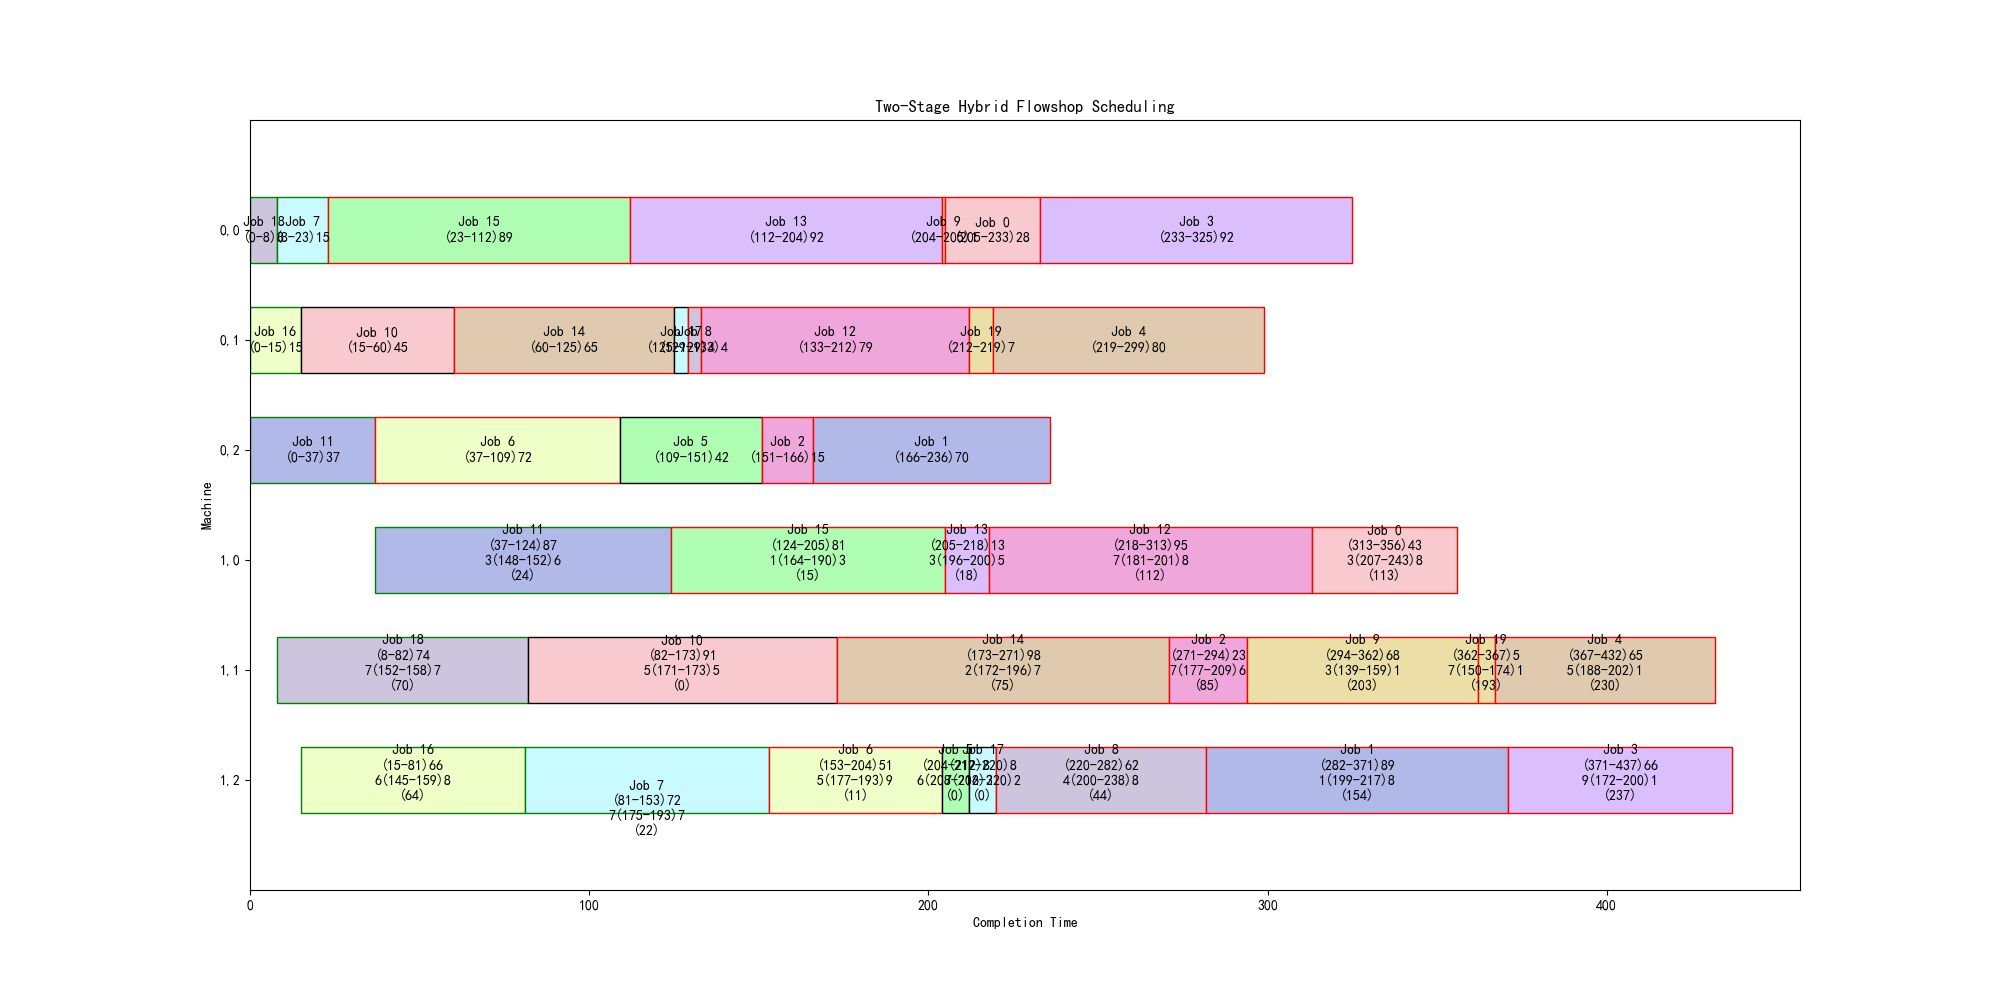 Two-Stage Hybrid Flowshop Scheduling
Machine
0,0
Job 18
(0-8)8
Job 7
(8-23)15
Job 15
(23-112)89
Job 13
(112-204)92
Job 9
(204-205)1
Job 0
(205-233)28
Job 3
(233-325)92
0,1
Job 16
(0-15)15
Job 10
(15-60)45
Job 14
(60-125)65
Job 17
(125-129)4
Job 8
(129-133)4
Job 12
(133-212)79
Job 19
(212-219)7
Job 4
(219-299)80
0,2
Job 11
(0-37)37
Job 6
(37-109)72
Job 5
(109-151)42
Job 2
(151-166)15
Job 1
(166-236)70
1,0
Job 11
(37-124)87
3(148-152)6
(24)
Job 15
(124-205)81
1(164-190)3
(15)
Job 13
(205-218)13
3(196-200)5
(18)
Job 12
(218-313)95
7(181-201)8
(112)
Job 0
(313-356)43
3(207-243)8
(113)
1,1
Job 18
(8-82)74
7(152-158)7
(70)
Job 10
(82-173)91
5(171-173)5
(0)
Job 14
(173-271)98
2(172-196)7
(75)
Job 2
(271-294)23
7(177-209)6
(85)
Job 9
(294-362)68
3(139-159)1
(203)
Job 19
(362-367)5
7(150-174)1
(193)
Job 4
(367-432)65
5(188-202)1
(230)
1,2
Job 16
(15-81)66
6(145-159)8
(64)
Job 7
(81-153)72
7(175-193)7
(22)
Job 6
(153-204)51
5(177-193)9
(11)
Job 5
(204-212)8
(0)
Job 17
(212-220)8
(0)
Job 8
(220-282)62
4(200-238)8
(44)
Job 1
(282-371)89
1(199-217)8
(154)
Job 3
(371-437)66
9(172-200)1
(237)
0
100
200
300
400
Completion Time